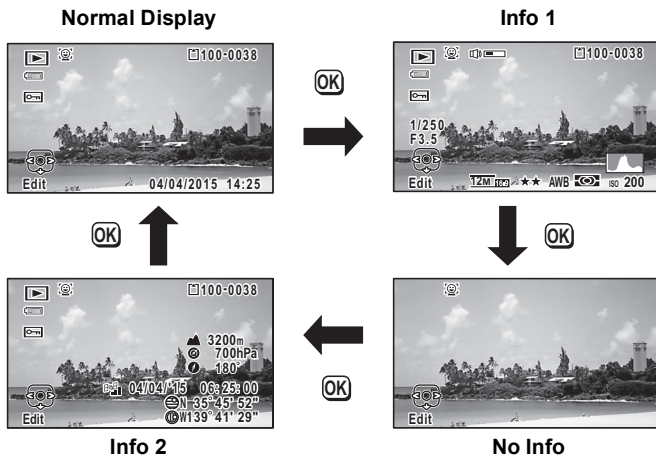 Normal Display
Info 1
100-0038
Edit
04/04/2015 14:25
OK
100-0038
1/250
F3.5
Edit
12M 16:9 ★★ AWB ISO 200
OK
OK
100-0038
3200m
700hPa
180°
04/04/'15 06:25:00
N 35°45'52"
W139°41'29"
Edit
OK
Info 2
No Info